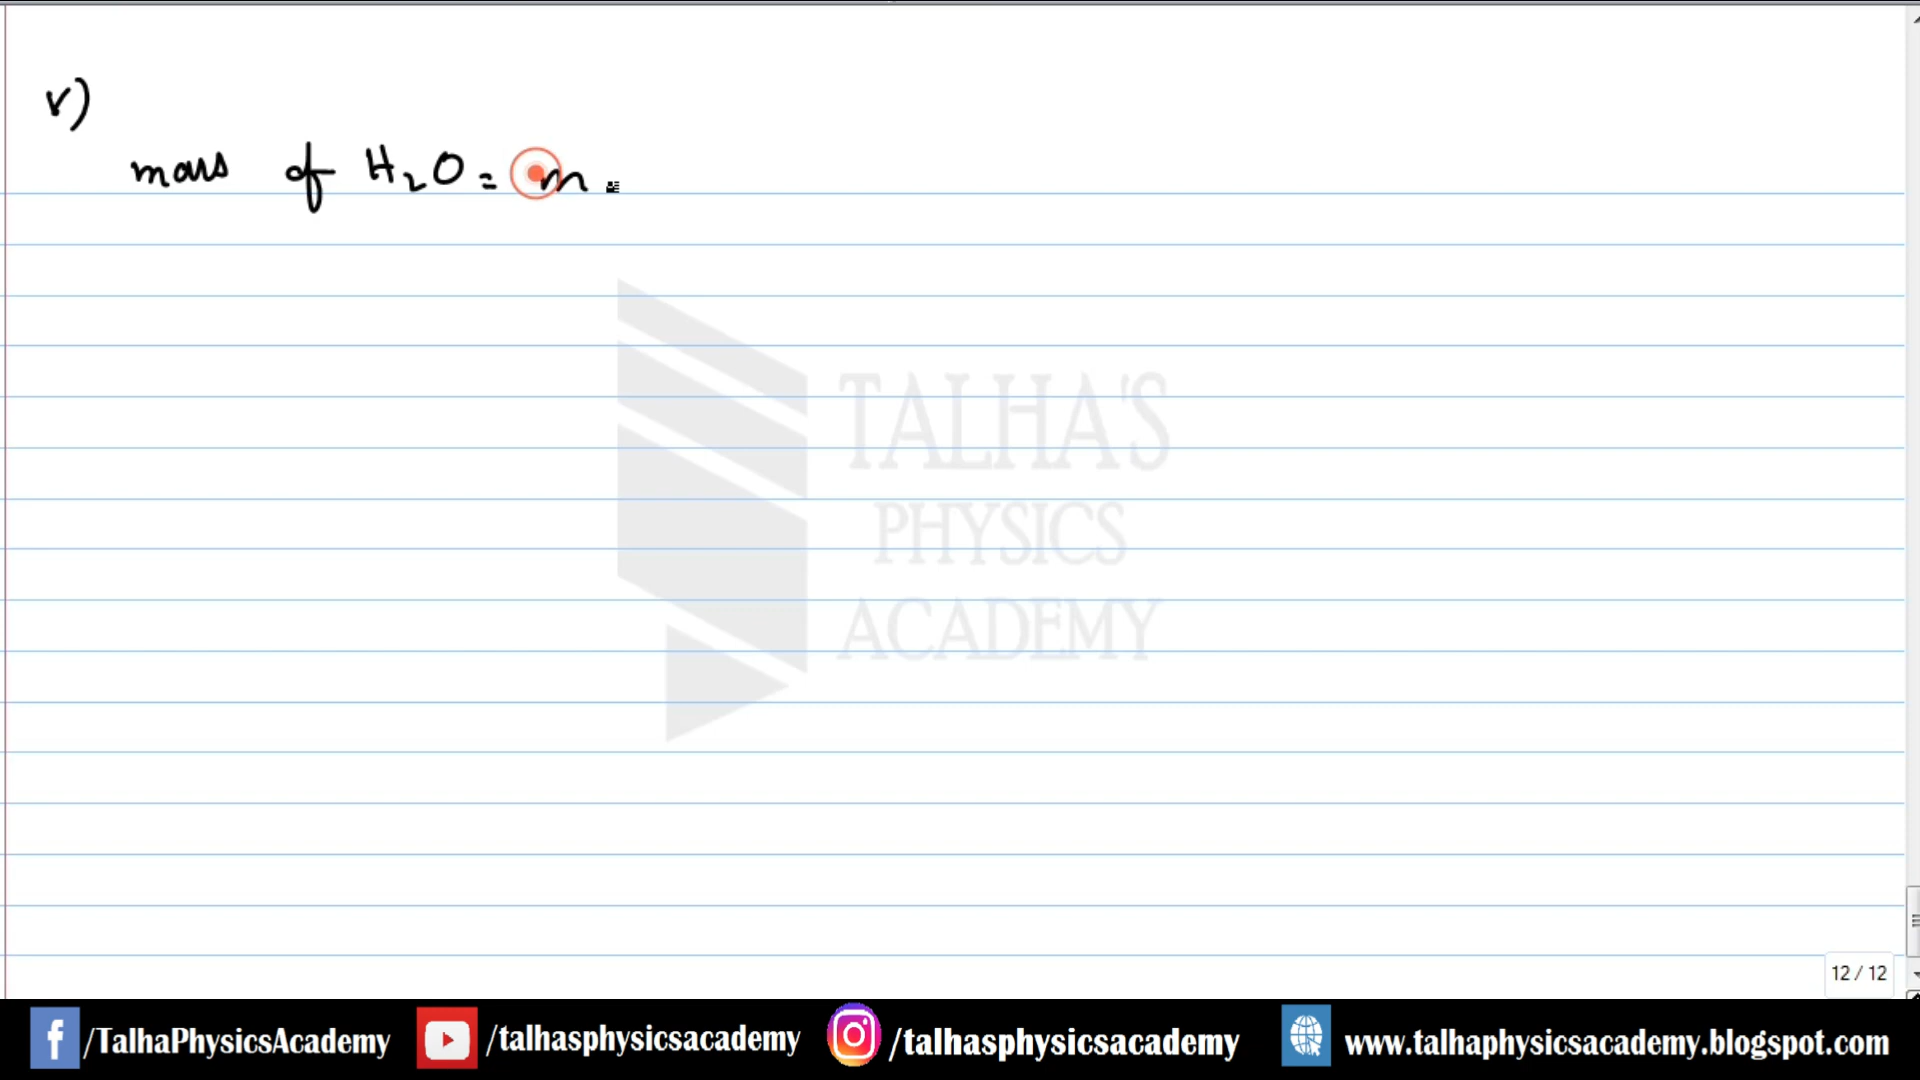 v)
mass of H₂O = m
TALHA'S
PHYSICS
ACADEMY
12 / 12
/TalhaPhysicsAcademy /talhasphysicsacademy /talhasphysicsacademy www.talhaphysicsacademy.blogspot.com